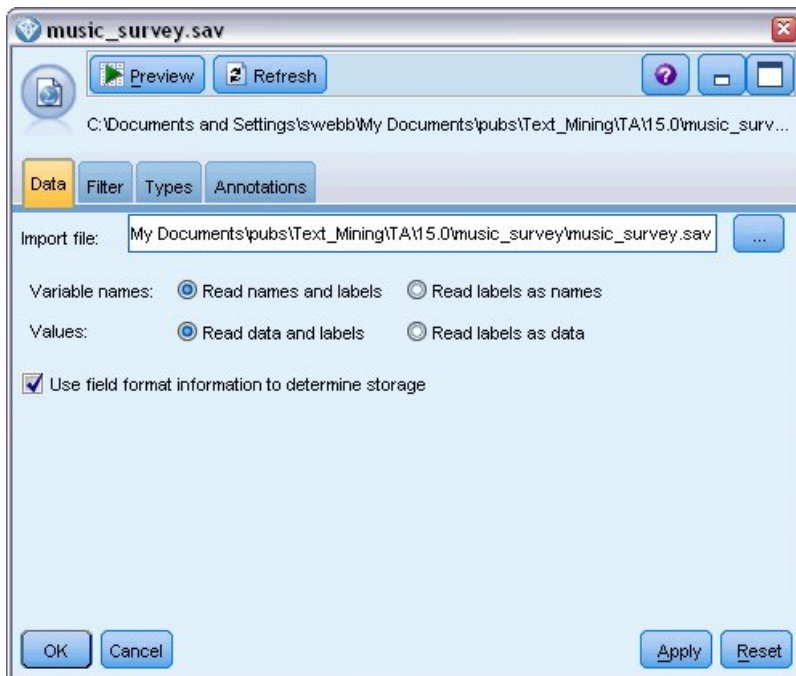 music_survey.sav
Preview Refresh
C:\Documents and Settings\swebb\My Documents\pubs\Text_Mining\TA\15.0\music_surv...
Data Filter Types Annotations
Import file: My Documents\pubs\Text_Mining\TA\15.0\music_survey\music_survey.sav ...
Variable names: Read names and labels Read labels as names
Values: Read data and labels Read labels as data
Use field format information to determine storage
OK Cancel Apply Reset